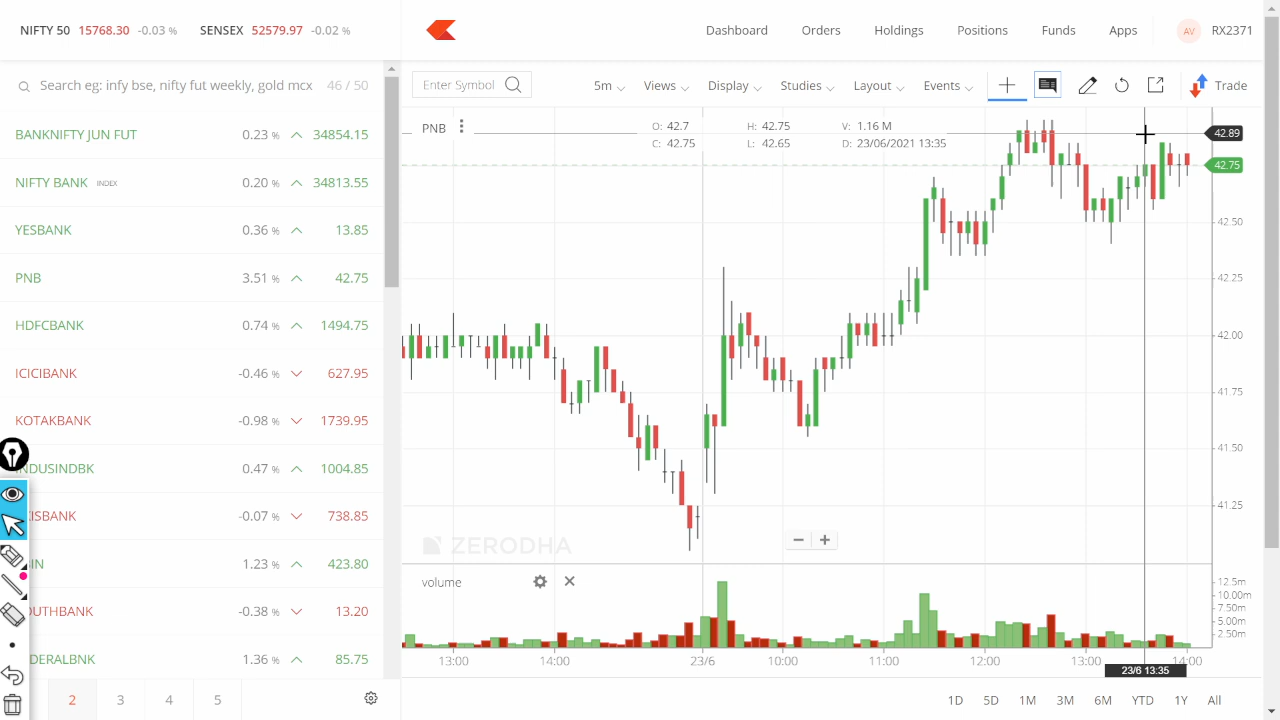 NIFTY 50 15768.30 -0.03 % SENSEX 52579.97 -0.02 %
Dashboard Orders Holdings Positions Funds Apps AV RX2371
Search eg: infy bse, nifty fut weekly, gold mcx 46 / 50
BANKNIFTY JUN FUT 0.23 % 34854.15
NIFTY BANK INDEX 0.20 % 34813.55
YESBANK 0.36 % 13.85
PNB 3.51 % 42.75
HDFCBANK 0.74 % 1494.75
ICICIBANK -0.46 % 627.95
KOTAKBANK -0.98 % 1739.95
NDUSINDBK 0.47 % 1004.85
XISBANK -0.07 % 738.85
IN 1.23 % 423.80
OUTHBANK -0.38 % 13.20
DERALBNK 1.36 % 85.75
2 3 4 5
Enter Symbol 5m Views Display Studies Layout Events Trade
PNB O: 42.7 H: 42.75 V: 1.16 M
C: 42.75 L: 42.65 D: 23/06/2021 13:35
42.89
42.75
42.50
42.25
42.00
41.75
41.50
41.25
ZERODHA
volume
12.5m
10.00m
7.50m
5.00m
2.50m
13:00 14:00 23/6 10:00 11:00 12:00 13:00 14:00
23/6 13:35
1D 5D 1M 3M 6M YTD 1Y All